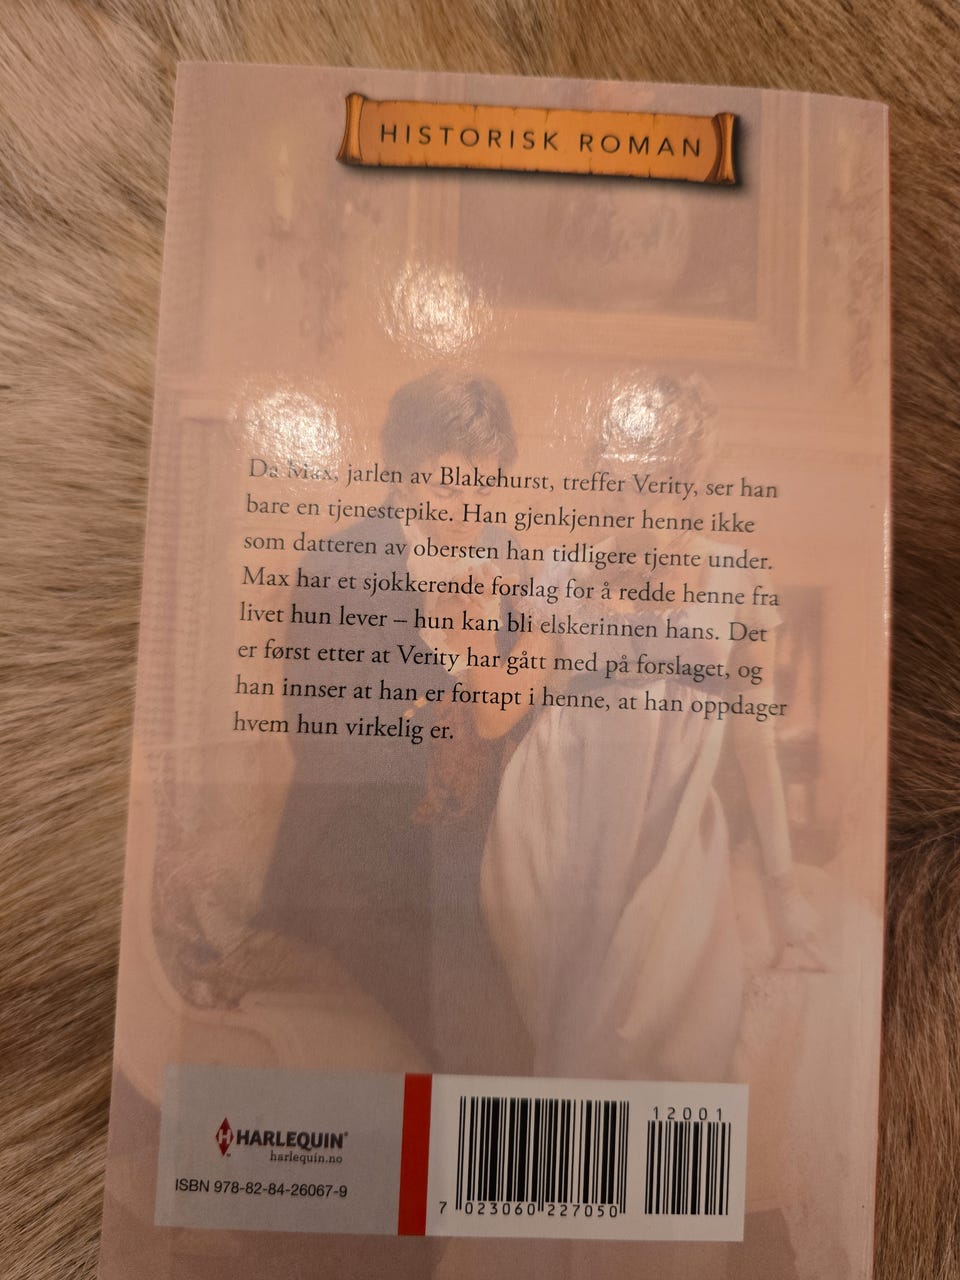 HISTORISK ROMAN
Da Max, jarlen av Blakehurst, treffer Verity, ser han
bare en tjenestepike. Han gjenkjenner henne ikke
som datteren av obersten han tidligere tjente under.
Max har et sjokkerende forslag for å redde henne fra
livet hun lever – hun kan bli elskerinnen hans. Det
er først etter at Verity har gått med på forslaget, og
han innser at han er fortapt i henne, at han oppdager
hvem hun virkelig er.
H HARLEQUIN®
harlequin.no
ISBN 978-82-84-26067-9
12001
7 023060 227050